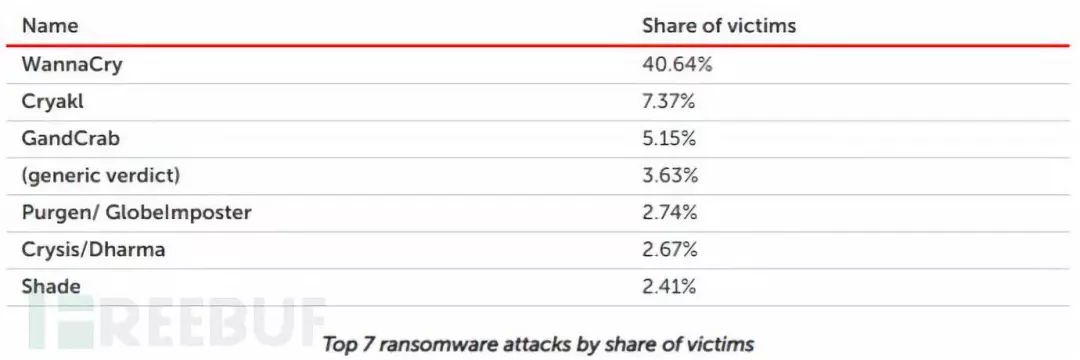 Name Share of victims
WannaCry 40.64%
Cryakl 7.37%
GandCrab 5.15%
(generic verdict) 3.63%
Purgen/ GlobeImposter 2.74%
Crysis/Dharma 2.67%
Shade 2.41%
FREEBUF
Top 7 ransomware attacks by share of victims